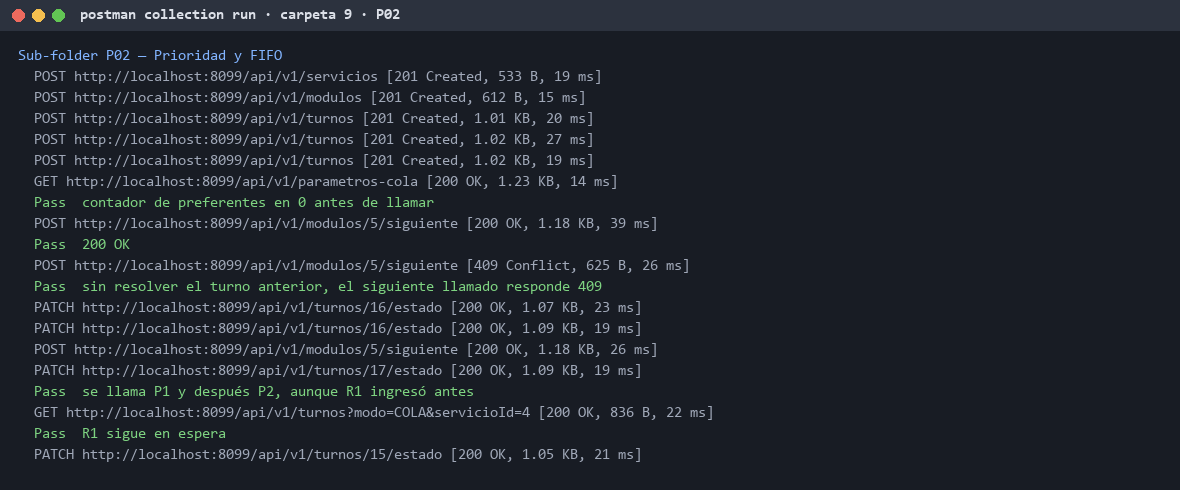 postman collection run · carpeta 9 · P02
Sub-folder P02 — Prioridad y FIFO
POST http://localhost:8099/api/v1/servicios [201 Created, 533 B, 19 ms]
POST http://localhost:8099/api/v1/modulos [201 Created, 612 B, 15 ms]
POST http://localhost:8099/api/v1/turnos [201 Created, 1.01 KB, 20 ms]
POST http://localhost:8099/api/v1/turnos [201 Created, 1.02 KB, 27 ms]
POST http://localhost:8099/api/v1/turnos [201 Created, 1.02 KB, 19 ms]
GET http://localhost:8099/api/v1/parametros-cola [200 OK, 1.23 KB, 14 ms]
Pass  contador de preferentes en 0 antes de llamar
POST http://localhost:8099/api/v1/modulos/5/siguiente [200 OK, 1.18 KB, 39 ms]
Pass  200 OK
POST http://localhost:8099/api/v1/modulos/5/siguiente [409 Conflict, 625 B, 26 ms]
Pass  sin resolver el turno anterior, el siguiente llamado responde 409
PATCH http://localhost:8099/api/v1/turnos/16/estado [200 OK, 1.07 KB, 23 ms]
PATCH http://localhost:8099/api/v1/turnos/16/estado [200 OK, 1.09 KB, 19 ms]
POST http://localhost:8099/api/v1/modulos/5/siguiente [200 OK, 1.18 KB, 26 ms]
PATCH http://localhost:8099/api/v1/turnos/17/estado [200 OK, 1.09 KB, 19 ms]
Pass  se llama P1 y después P2, aunque R1 ingresó antes
GET http://localhost:8099/api/v1/turnos?modo=COLA&servicioId=4 [200 OK, 836 B, 22 ms]
Pass  R1 sigue en espera
PATCH http://localhost:8099/api/v1/turnos/15/estado [200 OK, 1.05 KB, 21 ms]